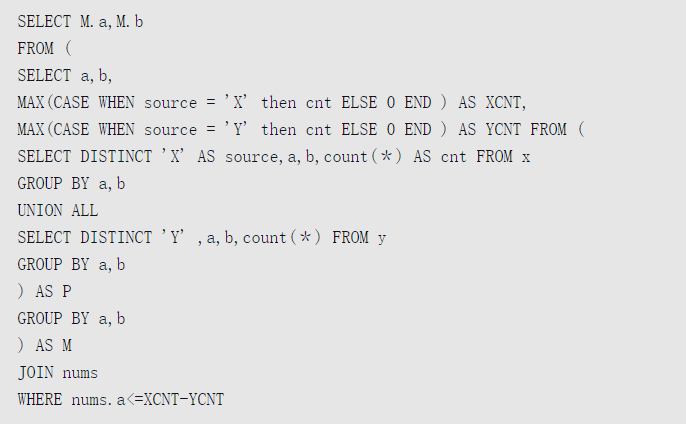 SELECT M.a,M.b
FROM (
SELECT a,b,
MAX(CASE WHEN source = 'X' then cnt ELSE 0 END ) AS XCNT,
MAX(CASE WHEN source = 'Y' then cnt ELSE 0 END ) AS YCNT FROM (
SELECT DISTINCT 'X' AS source,a,b,count(*) AS cnt FROM x
GROUP BY a,b
UNION ALL
SELECT DISTINCT 'Y' ,a,b,count(*) FROM y
GROUP BY a,b
) AS P
GROUP BY a,b
) AS M
JOIN nums
WHERE nums.a<=XCNT-YCNT